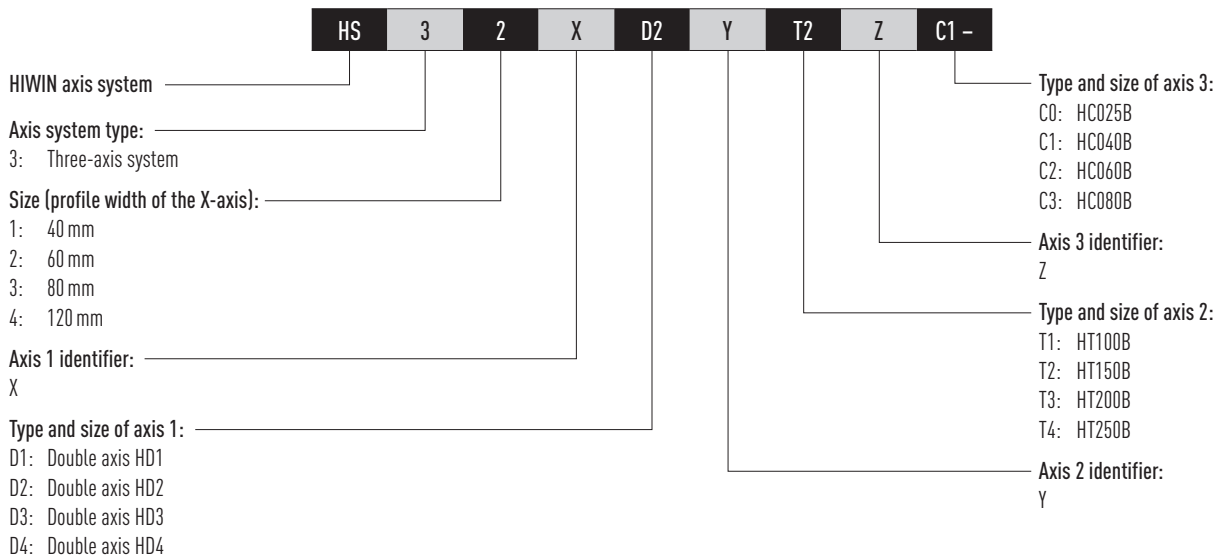 HS 3 2 X D2 Y T2 Z C1 –
HIWIN axis system
Axis system type:
3: Three-axis system
Size (profile width of the X-axis):
1: 40 mm
2: 60 mm
3: 80 mm
4: 120 mm
Axis 1 identifier:
X
Type and size of axis 1:
D1: Double axis HD1
D2: Double axis HD2
D3: Double axis HD3
D4: Double axis HD4
Type and size of axis 3:
C0: HC025B
C1: HC040B
C2: HC060B
C3: HC080B
Axis 3 identifier:
Z
Type and size of axis 2:
T1: HT100B
T2: HT150B
T3: HT200B
T4: HT250B
Axis 2 identifier:
Y